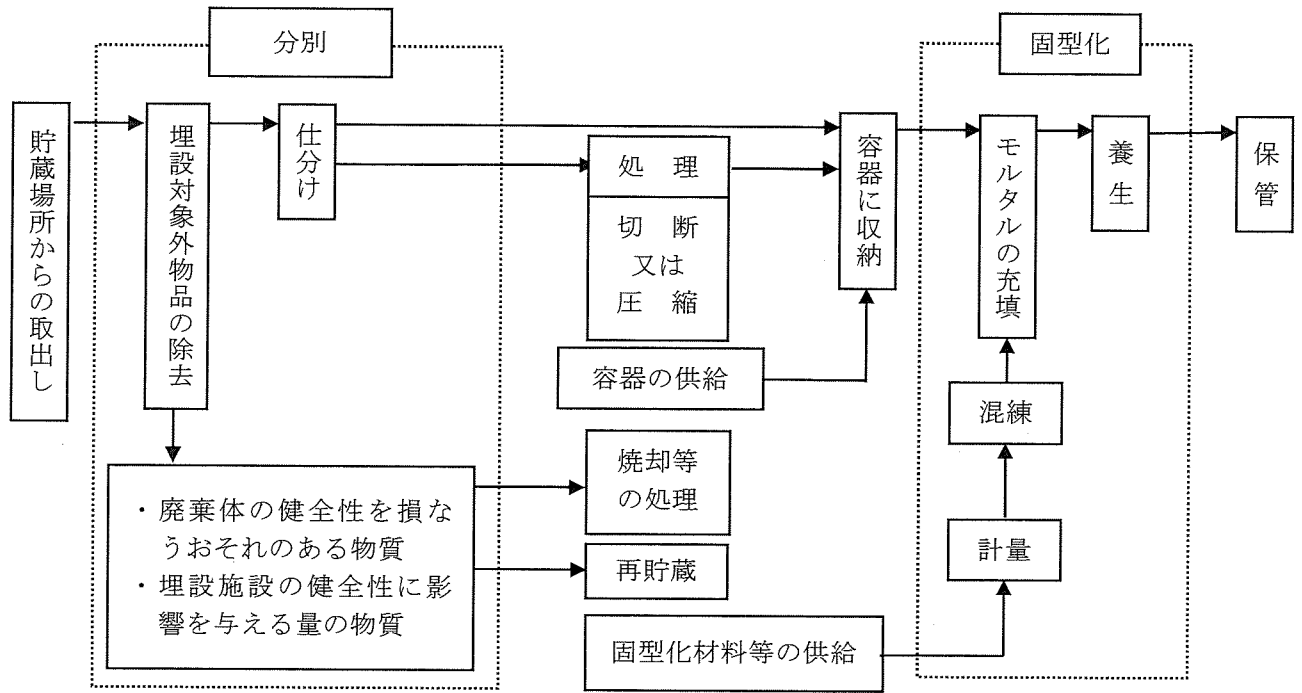 分別
固型化
貯蔵場所からの取出し
埋設対象外物品の除去
仕分け
処 理
切 断
又は
圧 縮
容器に収納
モルタルの充填
養生
保管
容器の供給
混練
・廃棄体の健全性を損な
うおそれのある物質
・埋設施設の健全性に影
響を与える量の物質
焼却等
の処理
再貯蔵
計量
固型化材料等の供給